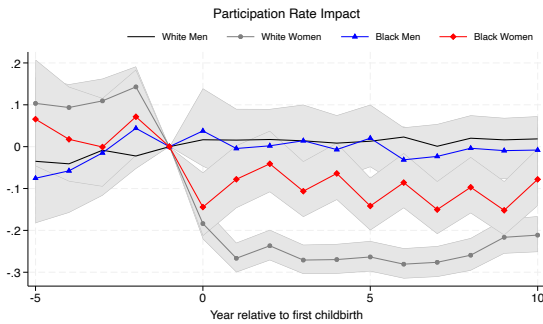 Participation Rate Impact
White Men White Women Black Men Black Women
.2
.1
0
-.1
-.2
-.3
-5 0 5 10
Year relative to first childbirth